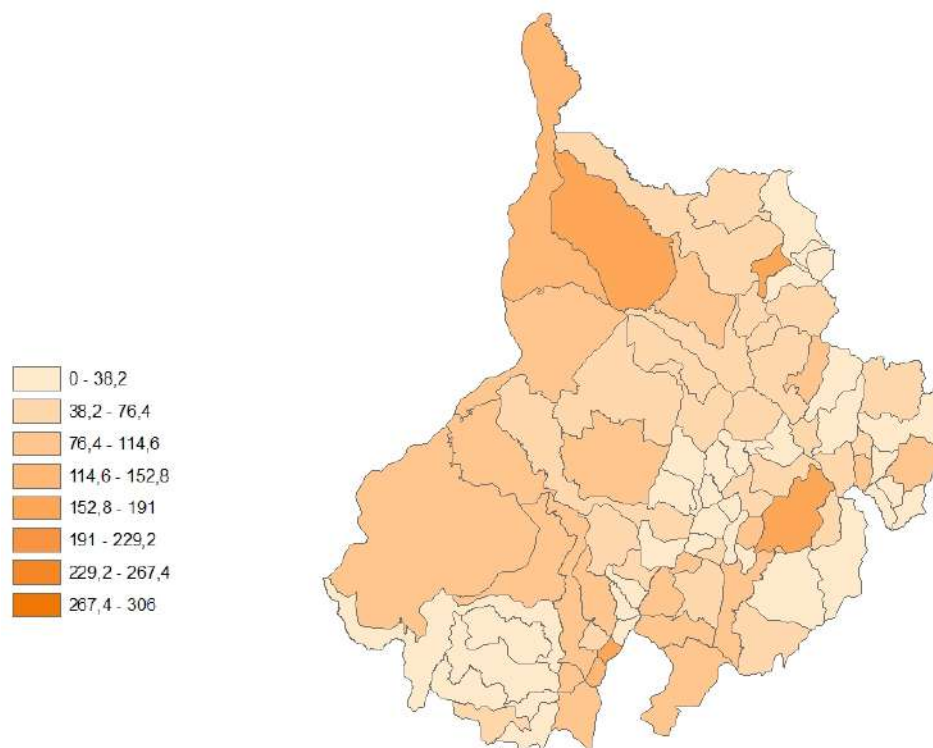 0 - 38,2
38,2 - 76,4
76,4 - 114,6
114,6 - 152,8
152,8 - 191
191 - 229,2
229,2 - 267,4
267,4 - 306